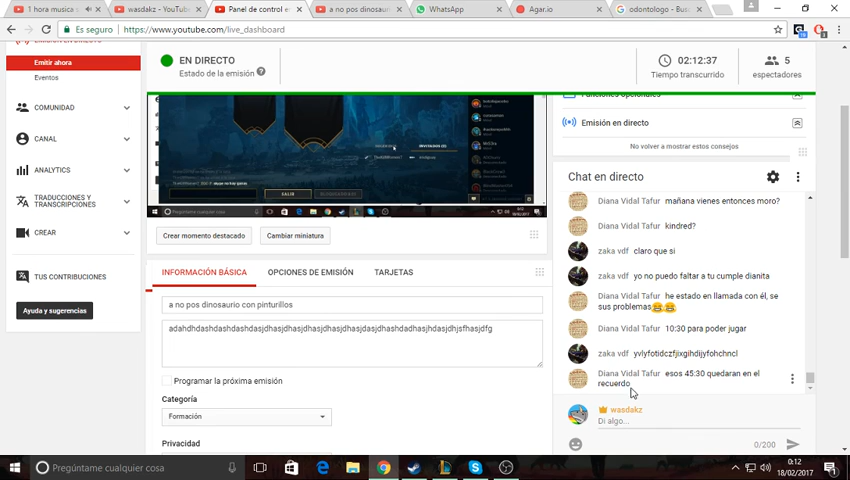 1 hora musica s
wasdakz - YouTube
Panel de control e
a no pos dinosaur
WhatsApp
Agar.io
odontologo - Bus
Es seguro
https://www.youtube.com/live_dashboard
Emitir ahora
Eventos
COMUNIDAD
CANAL
ANALYTICS
TRADUCCIONES Y
TRANSCRIPCIONES
CREAR
TUS CONTRIBUCIONES
Ayuda y sugerencias
EN DIRECTO
Estado de la emisión
02:12:37
Tiempo transcurrido
5
espectadores
SALIR
Pregúntame cualquier cosa
Crear momento destacado
Cambiar miniatura
INFORMACIÓN BÁSICA
OPCIONES DE EMISIÓN
TARJETAS
a no pos dinosaurio con pinturillos
adahdhdashdashdashdasjdhasjdhasjdhasjdhasjdhasjdasjdhashdadhasjhdasjdhjsfhasjdfg
Programar la próxima emisión
Categoría
Formación
Privacidad
Funciones opcionales
Emisión en directo
No volver a mostrar estos consejos
Chat en directo
Diana Vidal Tafur mañana vienes entonces moro?
Diana Vidal Tafur kindred?
zaka vdf claro que si
zaka vdf yo no puedo faltar a tu cumple dianita
Diana Vidal Tafur he estado en llamada con él, se
sus problemas😂😂
Diana Vidal Tafur 10:30 para poder jugar
zaka vdf yvlyfotidczfjixgihdijyfohchncl
Diana Vidal Tafur esos 45:30 quedaran en el
recuerdo
wasdakz
Di algo...
0/200
Pregúntame cualquier cosa
0:12
18/02/2017